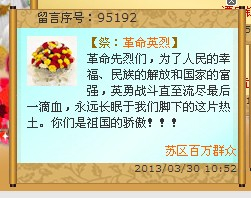 留言序号：95192
【祭：革命英烈】
革命先烈们，为了人民的幸
福、民族的解放和国家的
富强，英勇战斗直至流尽最后
一滴血，永远长眠于我们脚下的这片热
土。你们是祖国的骄傲！！！
苏区百万群众
2013/03/30 10:52